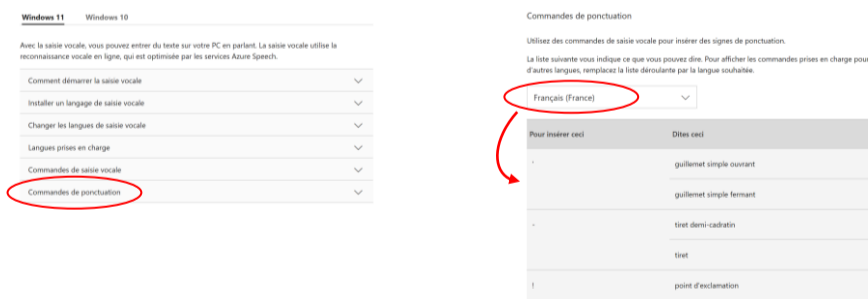 Windows 11 Windows 10
Avec la saisie vocale, vous pouvez entrer du texte sur votre PC en parlant. La saisie vocale utilise la
reconnaissance vocale en ligne, qui est optimisée par les services Azure Speech.
Comment démarrer la saisie vocale
Installer un langage de saisie vocale
Changer les langues de saisie vocale
Langues prises en charge
Commandes de saisie vocale
Commandes de ponctuation
Commandes de ponctuation
Utilisez des commandes de saisie vocale pour insérer des signes de ponctuation.
La liste suivante vous indique ce que vous pouvez dire. Pour afficher les commandes prises en charge pour
d'autres langues, remplacez la liste déroulante par la langue souhaitée.
Français (France)
Pour insérer ceci Dites ceci
' guillemet simple ouvrant
guillemet simple fermant
- tiret demi-cadratin
tiret
! point d'exclamation